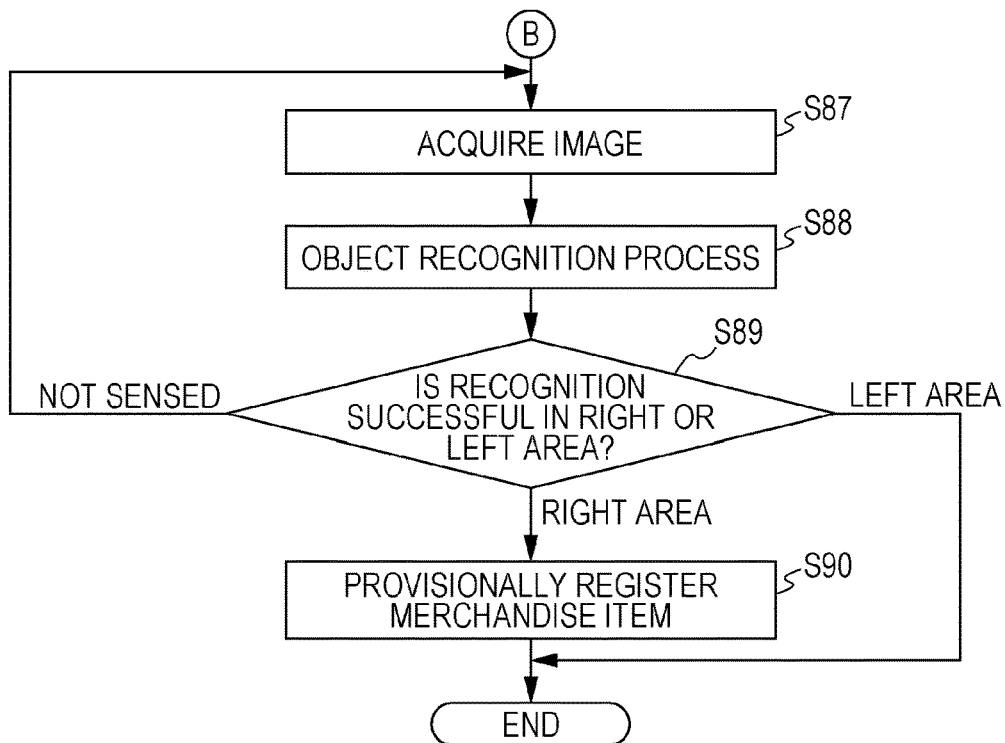 B
S87
ACQUIRE IMAGE
S88
OBJECT RECOGNITION PROCESS
S89
NOT SENSED
IS RECOGNITION
SUCCESSFUL IN RIGHT OR
LEFT AREA?
LEFT AREA
RIGHT AREA
S90
PROVISIONALLY REGISTER
MERCHANDISE ITEM
END